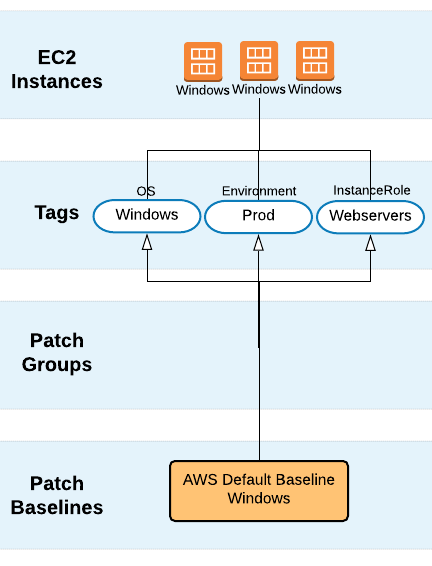 EC2
Instances
Windows Windows Windows
Tags
OS Environment InstanceRole
Windows Prod Webservers
Patch
Groups
Patch
Baselines
AWS Default Baseline
Windows